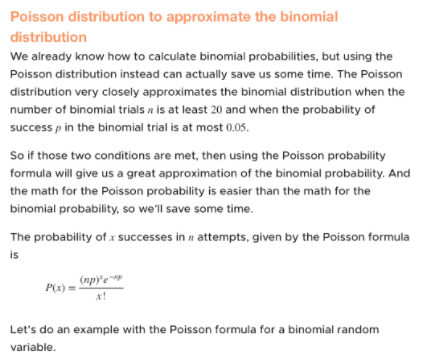 Poisson distribution to approximate the binomial
distribution
We already know how to calculate binomial probabilities, but using the
Poisson distribution instead can actually save us some time. The Poisson
distribution very closely approximates the binomial distribution when the
number of binomial trials n is at least 20 and when the probability of
success p in the binomial trial is at most 0.05.
So if those two conditions are met, then using the Poisson probability
formula will give us a great approximation of the binomial probability. And
the math for the Poisson probability is easier than the math for the
binomial probability, so we'll save some time.
The probability of x successes in n attempts, given by the Poisson formula
is
P(x) = (np)^x e^{-np} / x!
Let's do an example with the Poisson formula for a binomial random
variable.